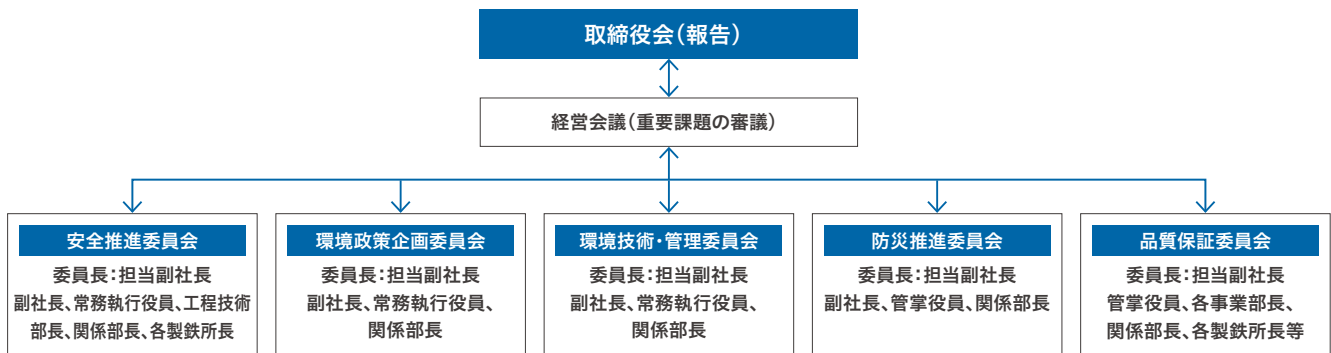 取締役会（報告）
経営会議（重要課題の審議）
安全推進委員会
委員長：担当副社長
副社長、常務執行役員、工程技術
部長、関係部長、各製鉄所長
環境政策企画委員会
委員長：担当副社長
副社長、常務執行役員、
関係部長
環境技術・管理委員会
委員長：担当副社長
副社長、常務執行役員、
関係部長
防災推進委員会
委員長：担当副社長
副社長、管掌役員、関係部長
品質保証委員会
委員長：担当副社長
管掌役員、各事業部長、
関係部長、各製鉄所長等